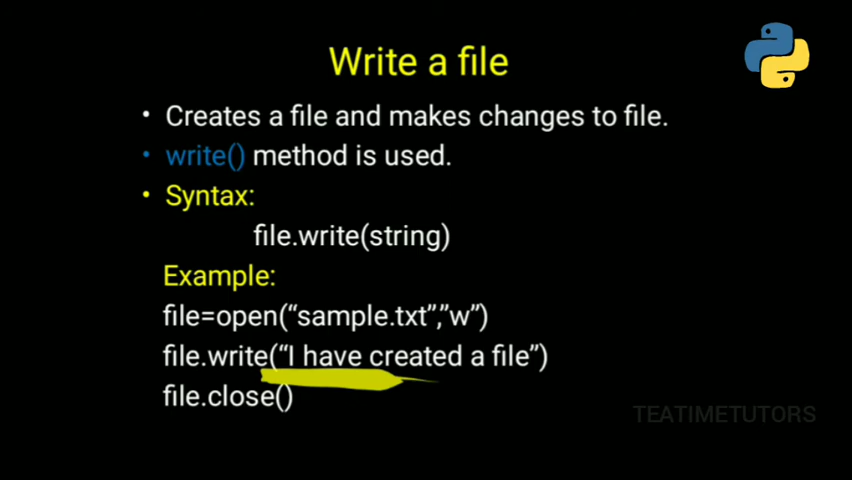 Write a file
• Creates a file and makes changes to file.
• write() method is used.
• Syntax:
file.write(string)
Example:
file=open(“sample.txt”,”w”)
file.write(“I have created a file”)
file.close()
TEATIMETUTORS